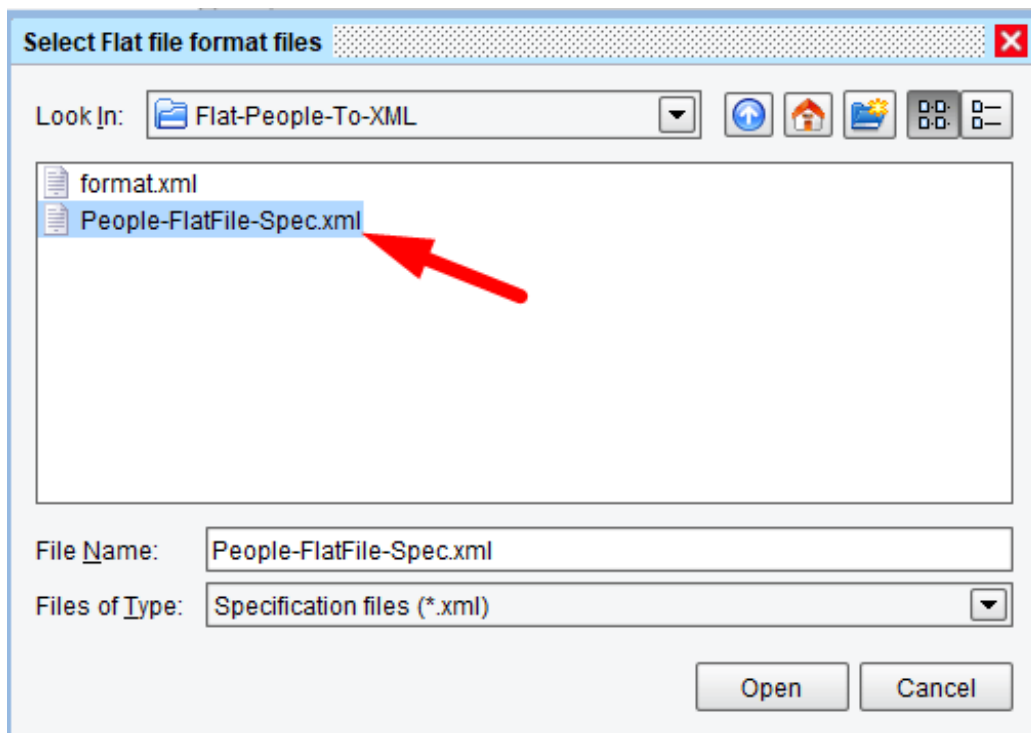 Select Flat file format files
Look In: Flat-People-To-XML
format.xml
People-FlatFile-Spec.xml
File Name: People-FlatFile-Spec.xml
Files of Type: Specification files (*.xml)
Open Cancel